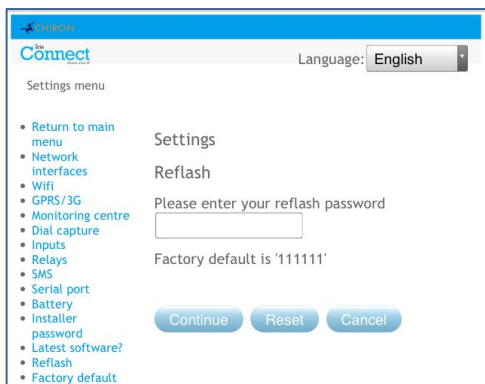 CHIRON
iris
Connect
Language: English
Settings menu
Return to main
menu
Network
interfaces
Wifi
GPRS/3G
Monitoring centre
Dial capture
Inputs
Relays
SMS
Serial port
Battery
Installer
password
Latest software?
Reflash
Factory default
Settings
Reflash
Please enter your reflash password
Factory default is '111111'
Continue
Reset
Cancel